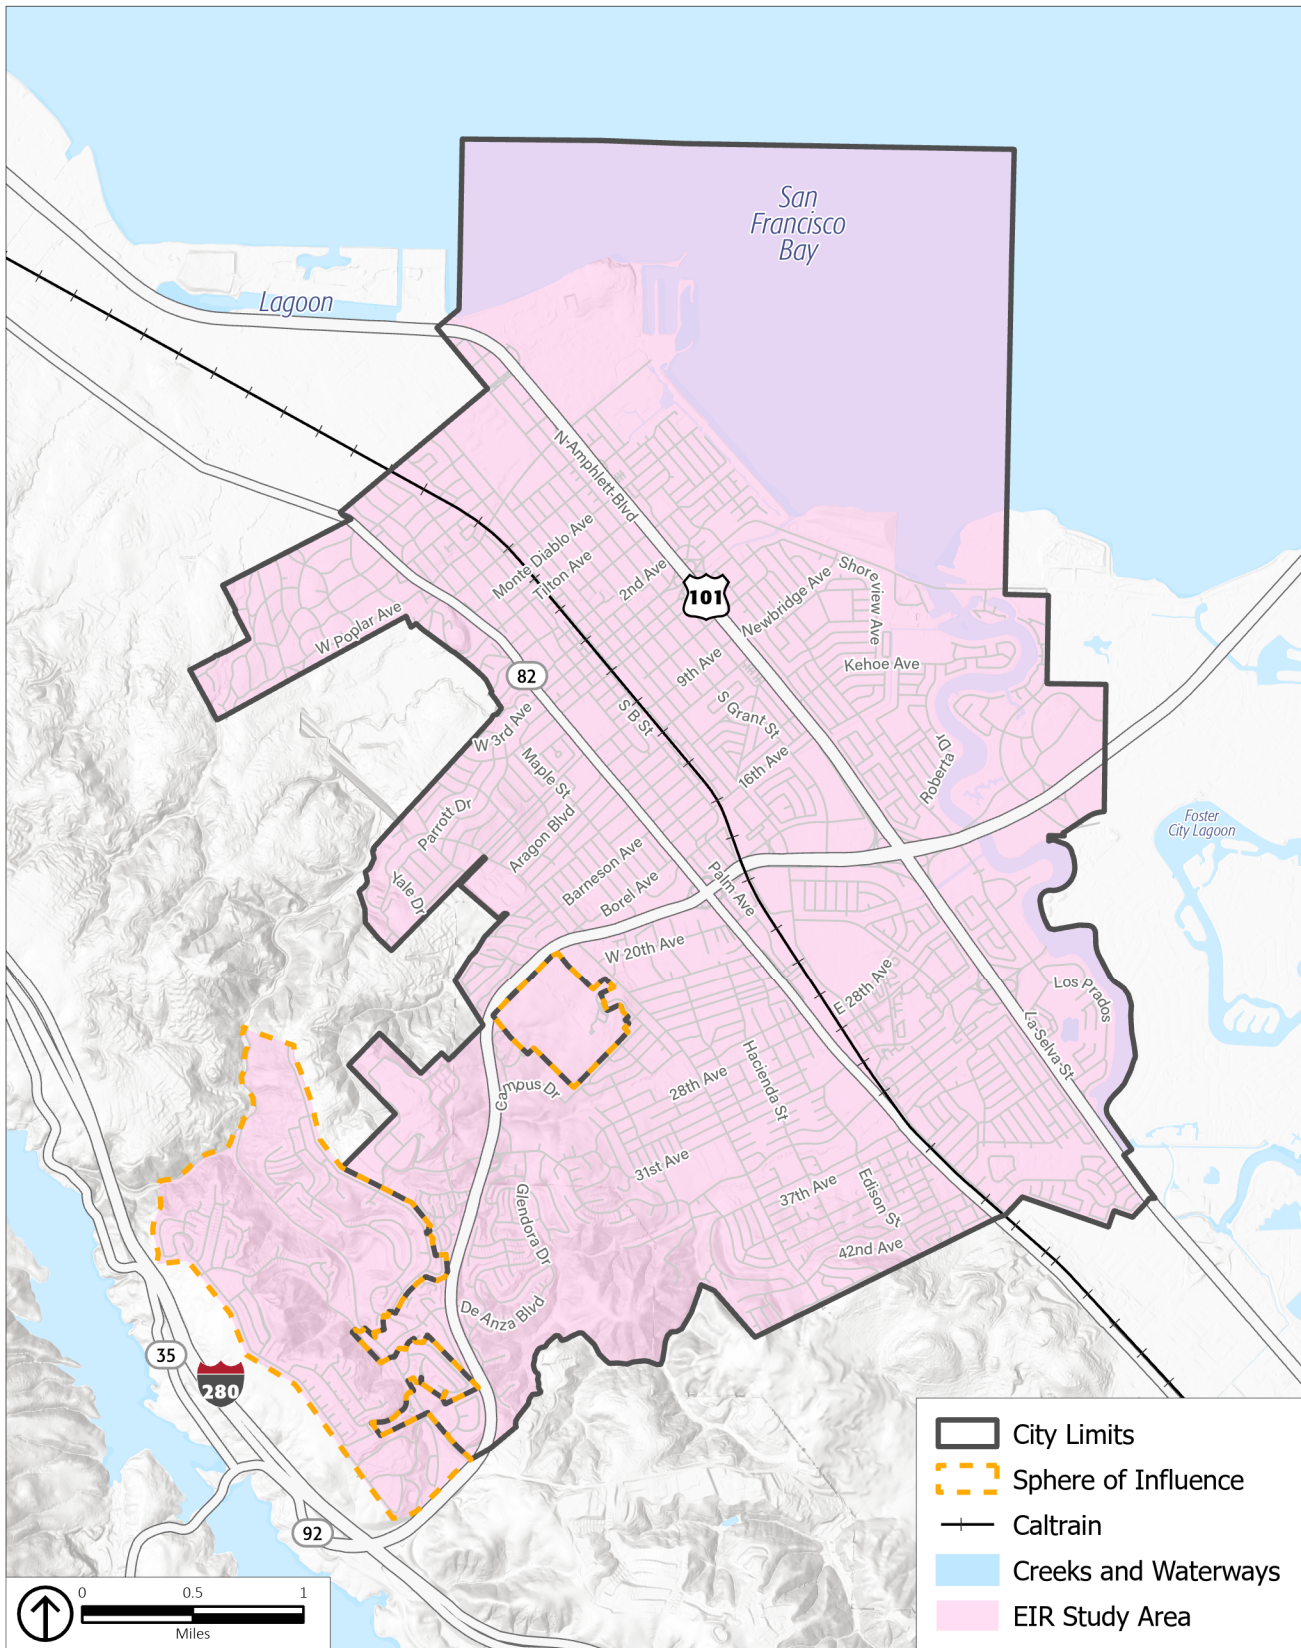 San
Francisco
Bay
Lagoon
N-Amphlett-Blvd
Monte Diablo Ave
Tilton Ave
2nd Ave
101
Shoreview Ave
Newbridge Ave
W Poplar Ave
Kehoe Ave
82
9th Ave
S Grant St
S B St
W 3rd Ave
Maple St
16th Ave
Roberta Dr
Parrott Dr
Aragon Blvd
Foster
City Lagoon
Barneson Ave
Yale Dr
Borel Ave
Palm Ave
W 20th Ave
E 28th Ave
Los Prados
La-Selva-St
Campus Dr
28th Ave
Hacienda St
31st Ave
37th Ave
Edison St
Glendora Dr
42nd Ave
De Anza Blvd
35
280
92
City Limits
Sphere of Influence
Caltrain
Creeks and Waterways
EIR Study Area
0 0.5 1
Miles